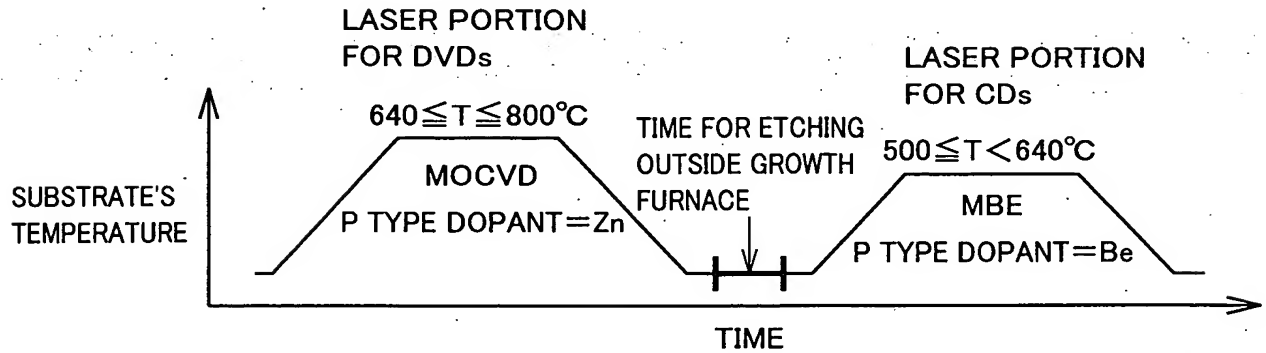 LASER PORTION
FOR DVDs
640≦T≦800°C
MOCVD
P TYPE DOPANT=Zn
TIME FOR ETCHING
OUTSIDE GROWTH
FURNACE
LASER PORTION
FOR CDs
500≦T<640°C
MBE
P TYPE DOPANT=Be
SUBSTRATE'S
TEMPERATURE
TIME